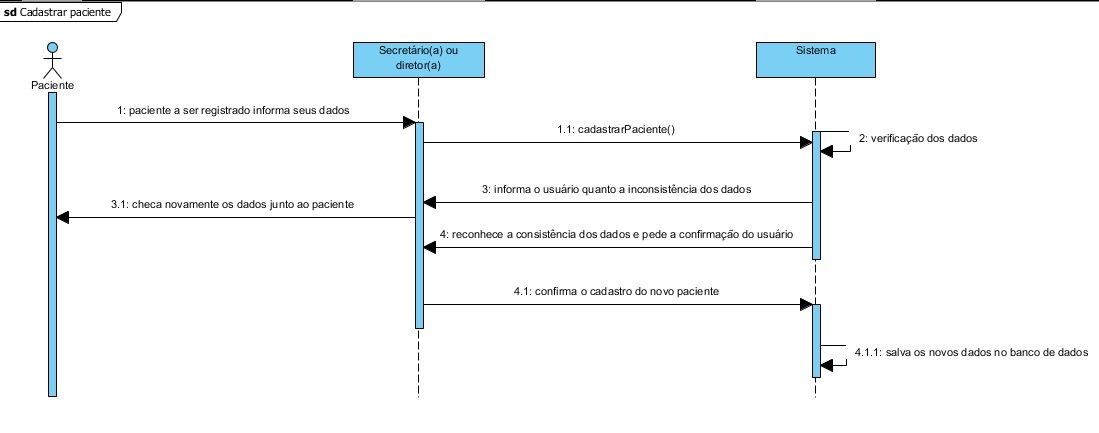 sd Cadastrar paciente
Secretário(a) ou
diretor(a)
Sistema
Paciente
1: paciente a ser registrado informa seus dados
1.1: cadastrarPaciente()
2: verificação dos dados
3: informa o usuário quanto a inconsistência dos dados
3.1: checa novamente os dados junto ao paciente
4: reconhece a consistência dos dados e pede a confirmação do usuário
4.1: confirma o cadastro do novo paciente
4.1.1: salva os novos dados no banco de dados